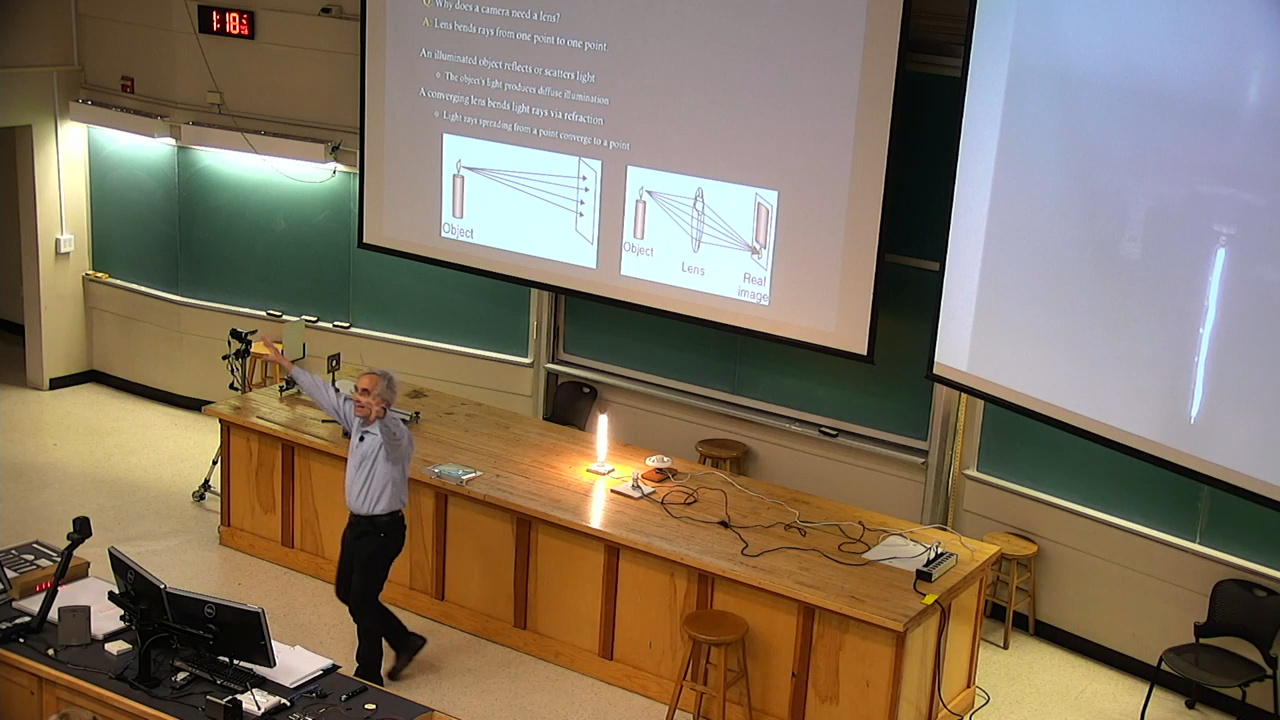 1:18
Q: Why does a camera need a lens?
A: Lens bends rays from one point to one point.
An illuminated object reflects or scatters light
The object's light produces diffuse illumination
A converging lens bends light rays via refraction
Light rays spreading from a point converge to a point
Object
Object
Lens
Real
image
DELL